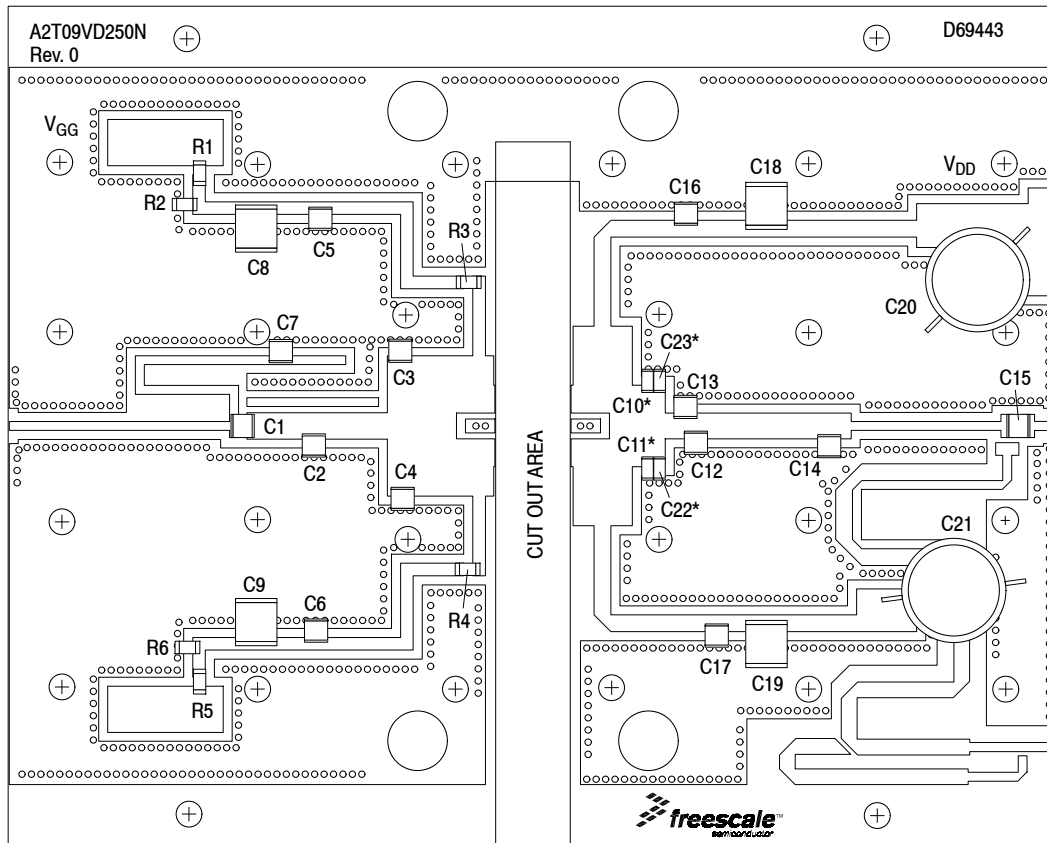 A2T09VD250N
Rev. 0
D69443
VGG
R1
R2
C8
C5
R3
C16
C18
VDD
C20
C7
C3
C23*
C10*
C13
C15
C1
C2
C4
C11*
C12
C14
C22*
CUT OUT AREA
C21
C9
C6
R4
R6
R5
C17
C19
freescale™
semiconductor